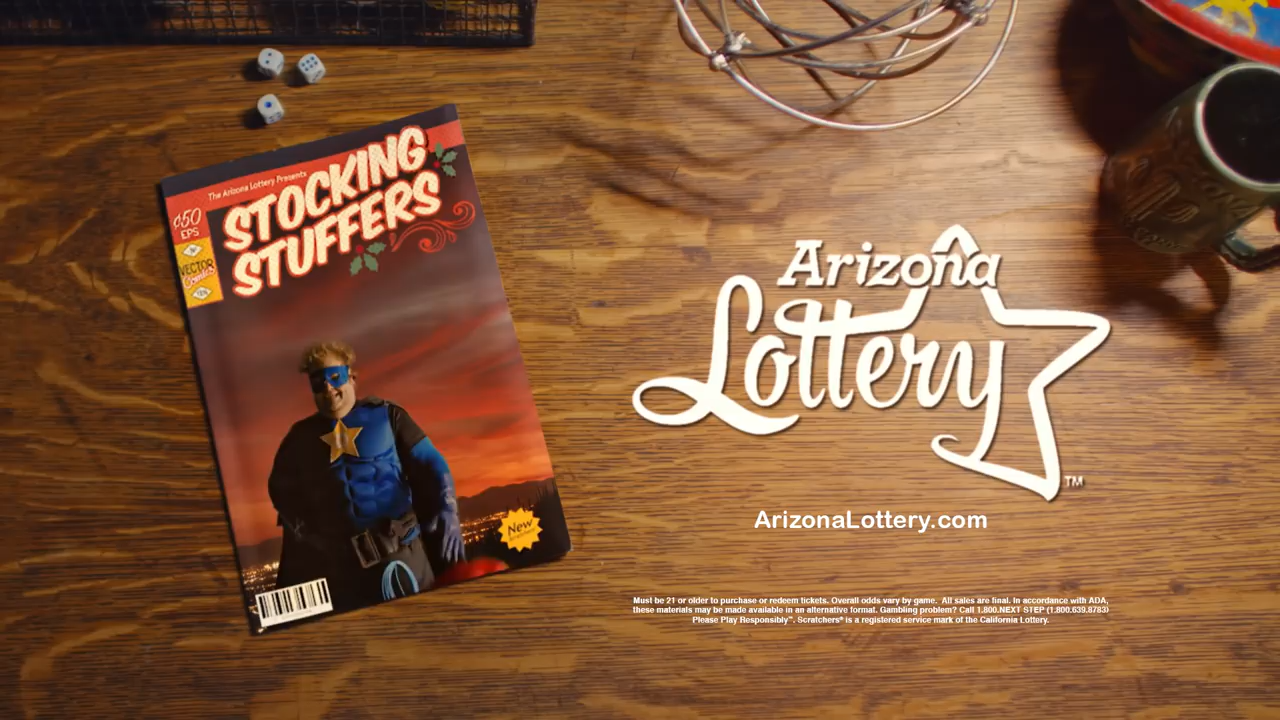 The Arizona Lottery Presents
STOCKING
STUFFERS
$50
EPS
VECTOR
Comics
New
Arizona
Lottery
TM
ArizonaLottery.com
Must be 21 or older to purchase or redeem tickets. Overall odds vary by game. All sales are final. In accordance with ADA,
these materials may be made available in an alternative format. Gambling problem? Call 1.800.NEXT STEP (1.800.639.8783)
Please Play Responsibly™. Scratchers® is a registered service mark of the California Lottery.